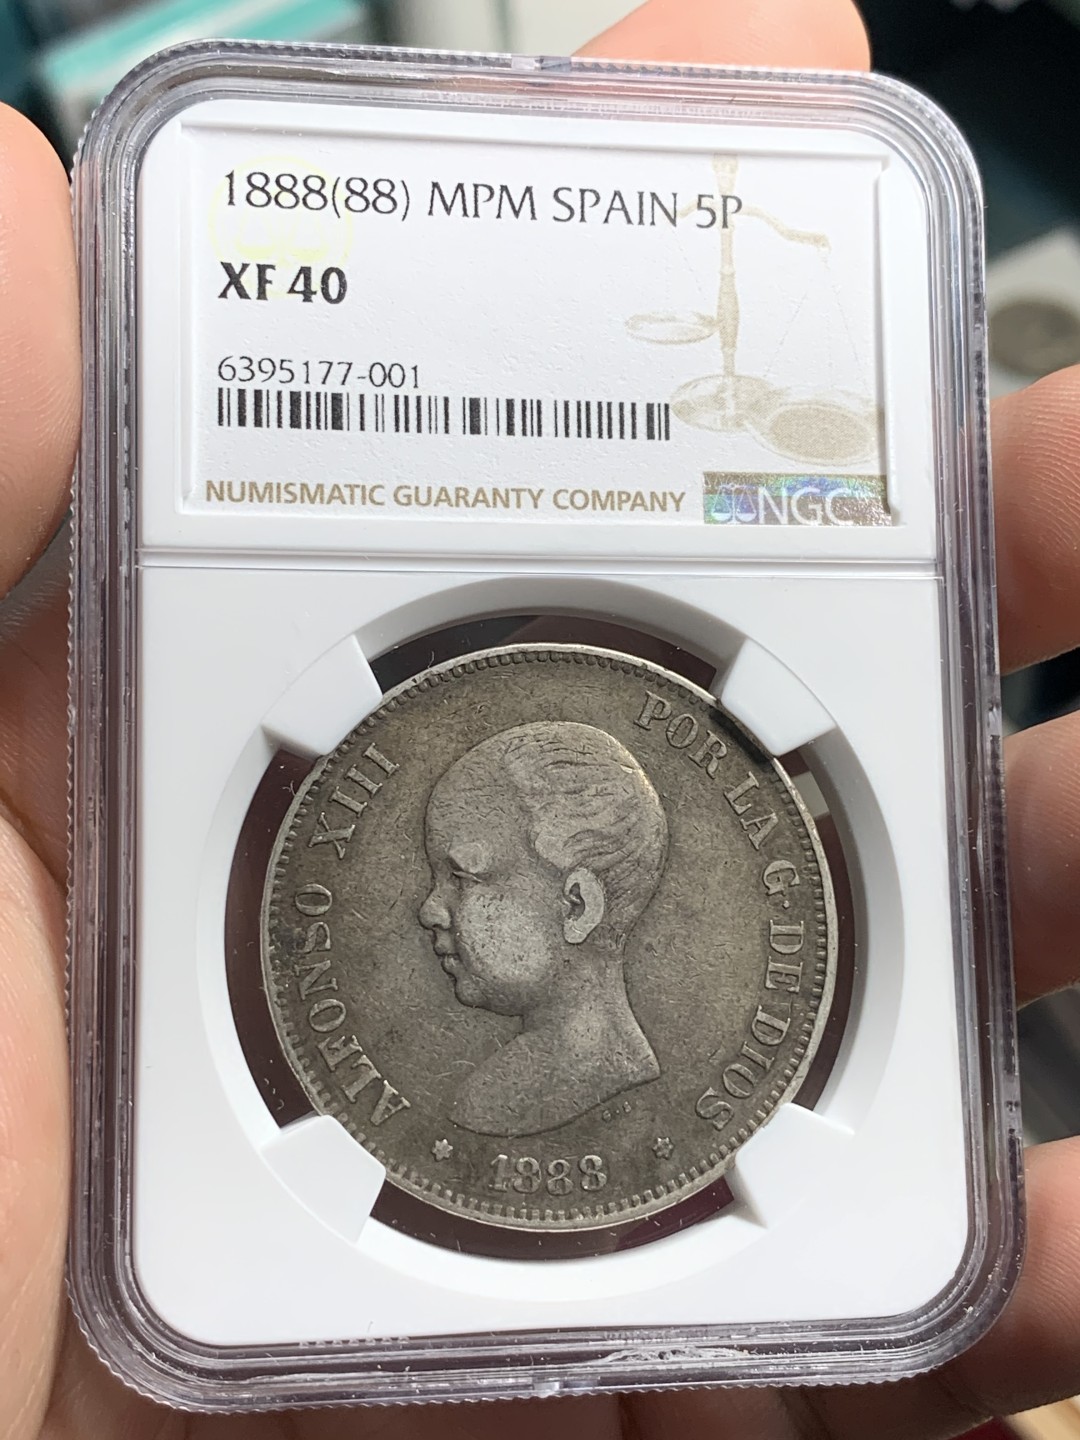 1888(88) MPM SPAIN 5P
XF 40
6395177-001
NUMISMATIC GUARANTY COMPANY
NGC
ALFONSO XIII POR LA G·DE DIOS
G·S
* 1888 *